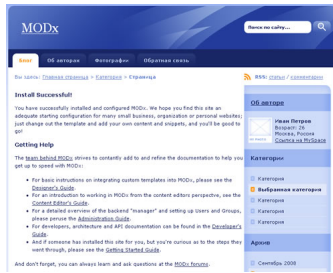 MODx
Поиск по сайту...
Блог
Об авторах
Фотографии
Обратная связь
Вы здесь: Главная страница > Категория > Страница
RSS: статьи / комментарии
Install Successful!
You have successfully installed and configured MODx. We hope you find this site an
adequate starting configuration for many small business, organization or personal websites;
just change out the template and add your own content and snippets, and you'll be good to
go!
Getting Help
The team behind MODx strives to contantly add to and refine the documentation to help you
get up to speed with MODx:
• For basic instructions on integrating custom templates into MODx, please see the
Designer's Guide.
• For an introduction to working in MODx from the content editors perspective, see the
Content Editor's Guide.
• For a detailed overview of the backend "manager" and setting up Users and Groups,
please peruse the Administration Guide.
• For developers, architecture and API documentation can be found in the Developer's
Guide.
• And if someone has installed this site for you, but you're curious as to the steps they
went through, please see the Getting Started Guide.
And don't forget, you can always learn and ask questions at the MODx forums.
Об авторе
Иван Петров
Возраст: 26
Москва, Россия
Ссылка на MySpace
Категории
Категория
Выбранная категория
Категория
Категория
Категория
Архив
Сентябрь 2008